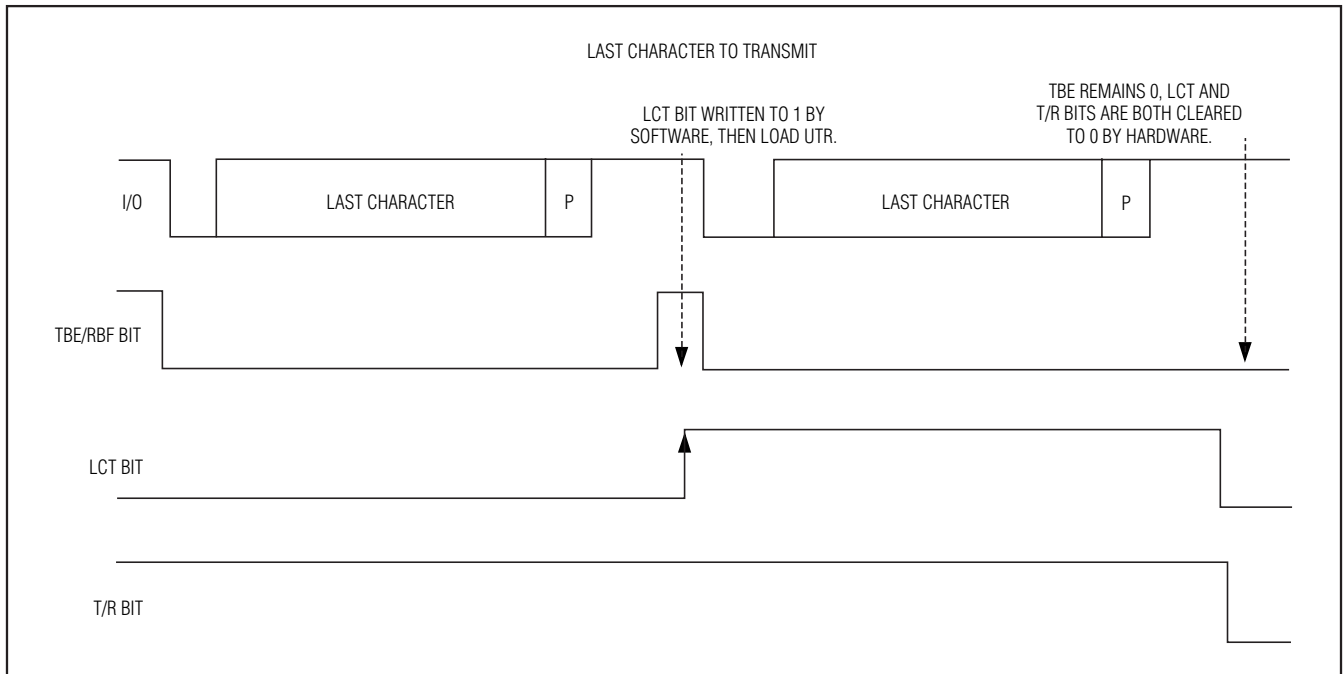 LAST CHARACTER TO TRANSMIT
LCT BIT WRITTEN TO 1 BY
SOFTWARE, THEN LOAD UTR.
TBE REMAINS 0, LCT AND
T/R BITS ARE BOTH CLEARED
TO 0 BY HARDWARE.
I/O
LAST CHARACTER
P
LAST CHARACTER
P
TBE/RBF BIT
LCT BIT
T/R BIT